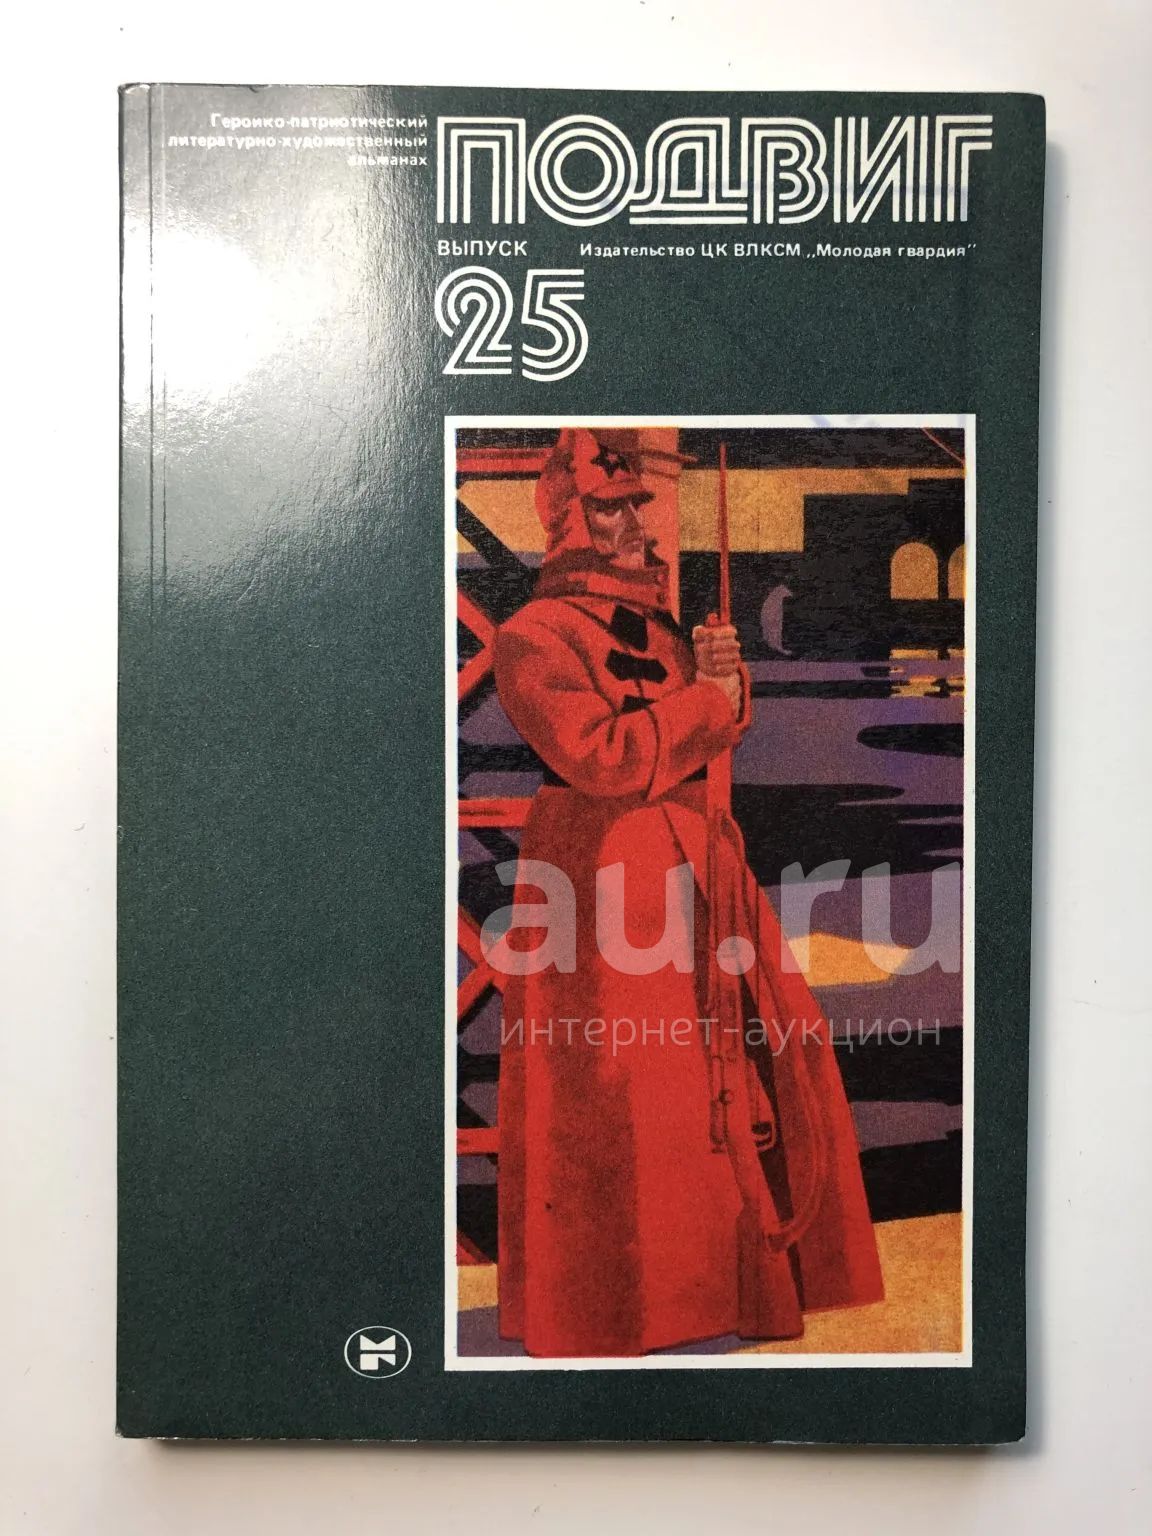 Героико-патриотический
литературно-художественный
альманах
ПОДВИГ
ВЫПУСК
Издательство ЦК ВЛКСМ „Молодая гвардия"
25
au.ru
интернет-аукцион